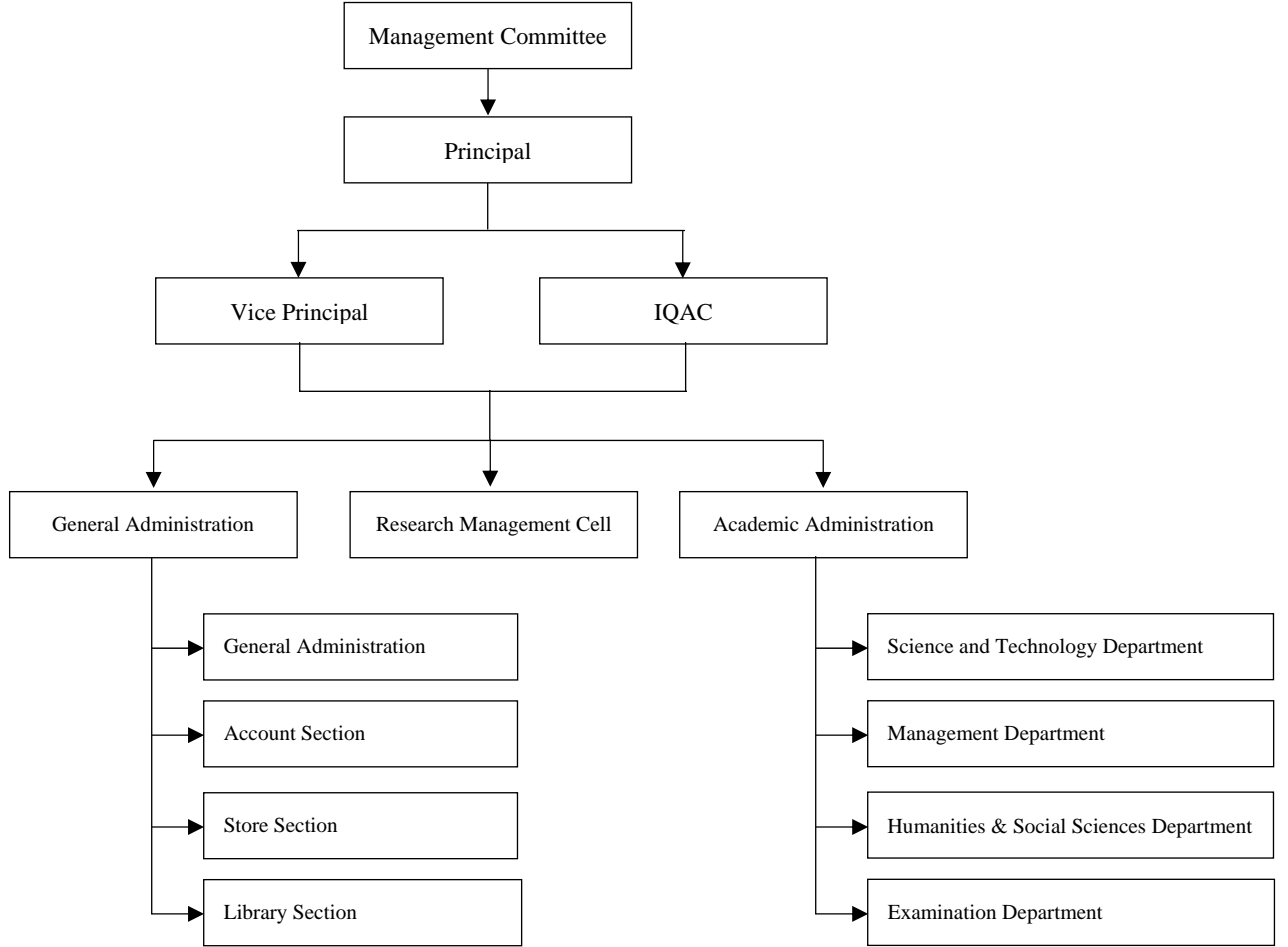 Management Committee
Principal
Vice Principal
IQAC
General Administration
Research Management Cell
Academic Administration
General Administration
Account Section
Store Section
Library Section
Science and Technology Department
Management Department
Humanities & Social Sciences Department
Examination Department